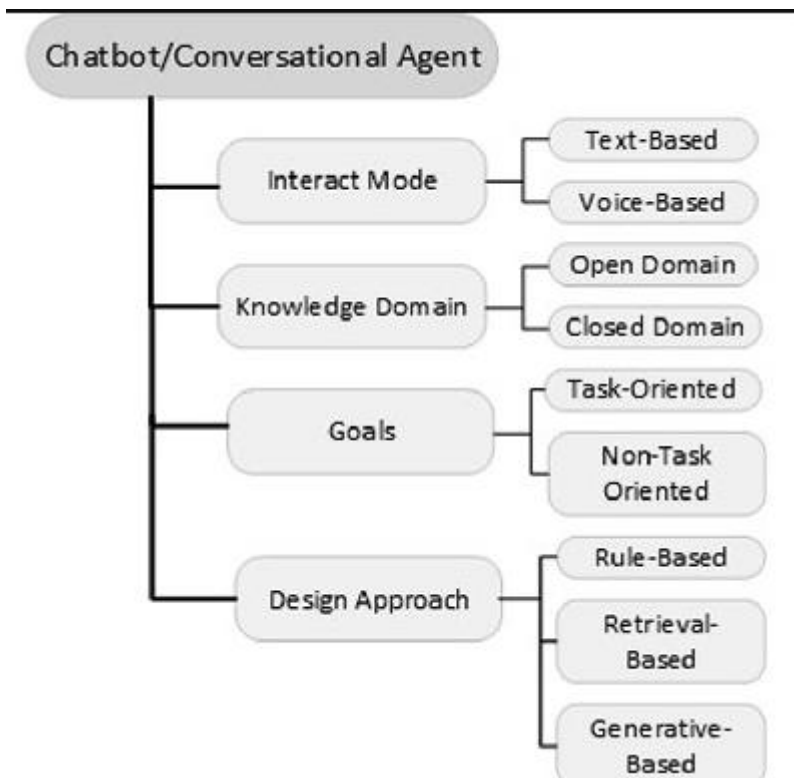 Chatbot/Conversational Agent
Interact Mode
Text-Based
Voice-Based
Knowledge Domain
Open Domain
Closed Domain
Goals
Task-Oriented
Non-Task
Oriented
Design Approach
Rule-Based
Retrieval-
Based
Generative-
Based